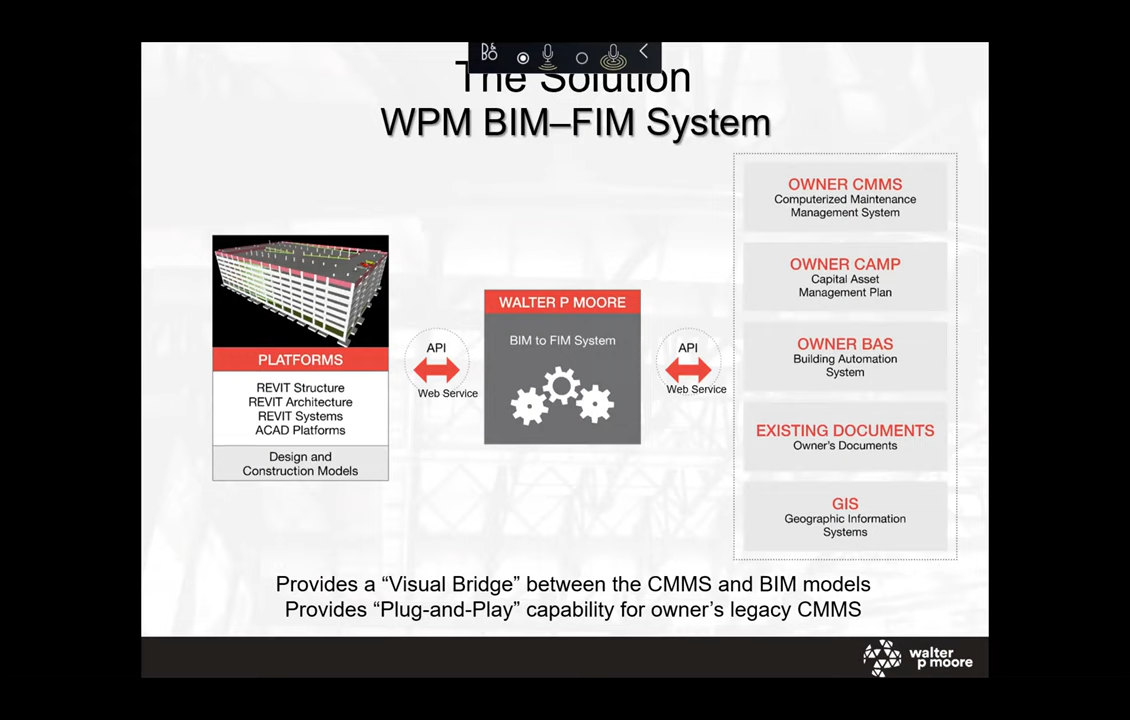 B&O
The Solution
WPM BIM–FIM System
PLATFORMS
REVIT Structure
REVIT Architecture
REVIT Systems
ACAD Platforms
Design and
Construction Models
API
Web Service
WALTER P MOORE
BIM to FIM System
API
Web Service
OWNER CMMS
Computerized Maintenance
Management System
OWNER CAMP
Capital Asset
Management Plan
OWNER BAS
Building Automation
System
EXISTING DOCUMENTS
Owner's Documents
GIS
Geographic Information
Systems
Provides a “Visual Bridge” between the CMMS and BIM models
Provides “Plug-and-Play” capability for owner’s legacy CMMS
walter
p moore